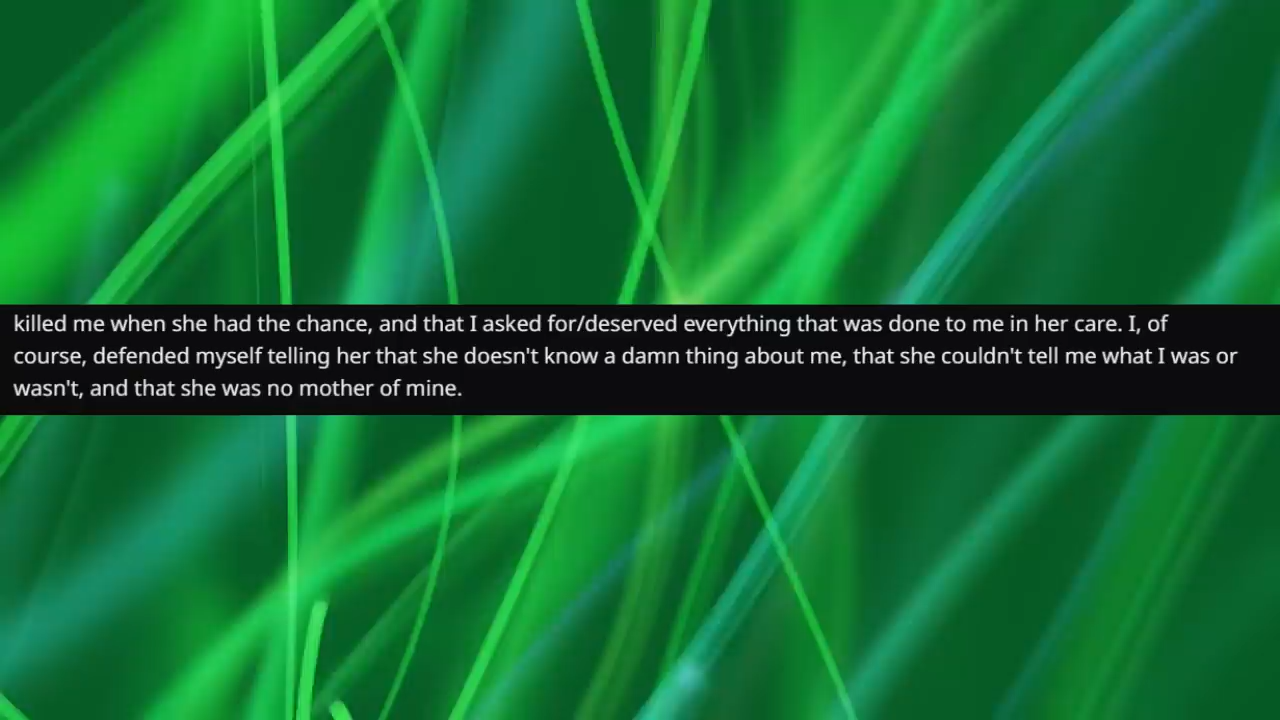 killed me when she had the chance, and that I asked for/deserved everything that was done to me in her care. I, of
course, defended myself telling her that she doesn't know a damn thing about me, that she couldn't tell me what I was or
wasn't, and that she was no mother of mine.